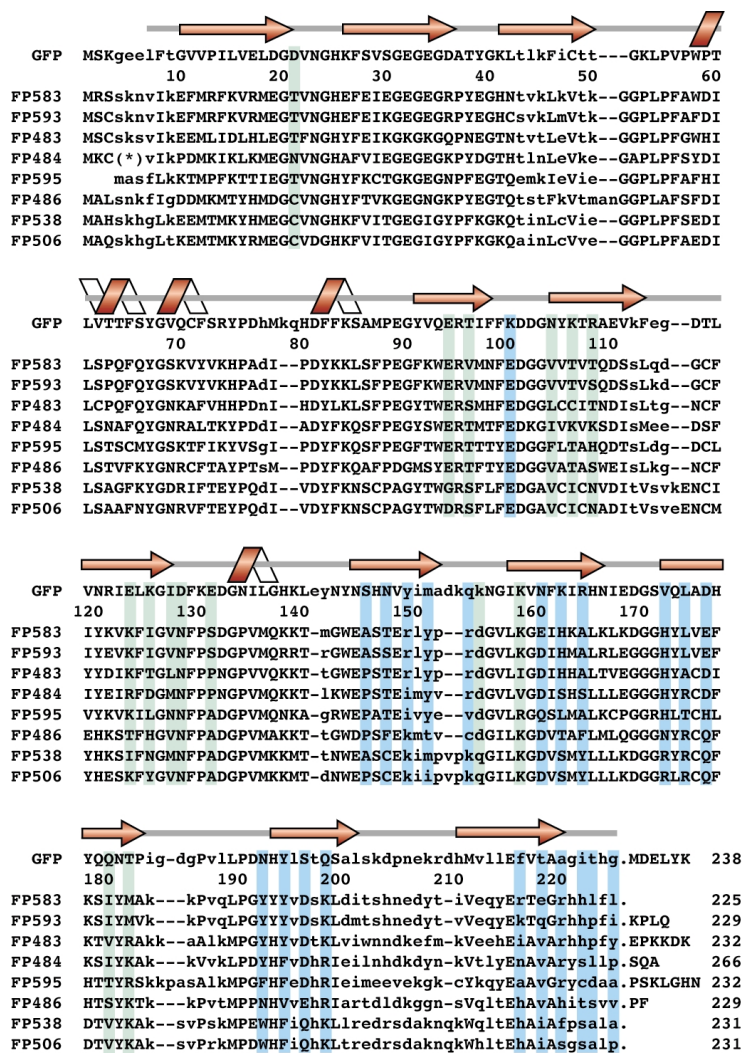 GFP MSKgeelFtGVVPILVELDGDVNGHKFSVSGEGEGDATYGKLtlkFiCtt---GKLPVPWPT
10 20 30 40 50 60
FP583 MRSsknvIkEFMRFKVRMEGTVNGHEFEIEGEGEGRPYEGHNtvkLkVtk--GGPLPFAWDI
FP593 MSCsknvIkEFMRFKVRMEGTVNGHEFEIKGEGEGRPYEGHCsvkLmVtk--GGPLPFAFDI
FP483 MSCsksvIkEEMLIDLHLEGTFNGHYFEIKGKGKGQPNEGTNtvtLeVtk--GGPLPFGWHI
FP484 MKC(*)vIkPDMKIKLKMEGNVNGHAFVIEGEGEGKPYDGTHtlnLeVke--GAPLPFSYDI
FP595 masfLkKTMPFKTTIEGTVNGHYFKCTGKGEGNPFEGTQemkIeVie--GGPLPFAFHI
FP486 MALsnkfIgDDMKMTYHMDGCVNGHYFTVKGEGNGKPYEGTQtstFkVtmanGGPLAFSFDI
FP538 MAHskhgLkEEMTMKYHMEGCVNGHKFVITGEGIGYPFKGKQtinLcVie--GGPLPFSEDI
FP506 MAQskhgLtKEMTMKYRMEGCVDGHKFVITGEGIGYPFKGKQainLcVve--GGPLPFAEDI
GFP LVTTFSYGVQCFSRYPDhMkqHDFFKSAMPEGYVQERTIFFKDDGNYKTRAEVkFeg--DTL
70 80 90 100 110
FP583 LSPQFQYGSKVYVKHPAdI--PDYKKLSFPEGFKWERVMNFEDGGVVTVTQDSsLqd--GCF
FP593 LSPQFQYGSKVYVKHPAdI--PDYKKLSFPEGFKWERVMNFEDGGVVTVSQDSsLkd--GCF
FP483 LCPQFQYGNKAFVHHPDnI--HDYLKLSFPEGYTWERSMHFEDGGLCCITNDIsLtg--NCF
FP484 LSNAFQYGNRALTKYPDdI--ADYFKQSFPEGYSWERTMTFEDKGIVKVKSDIsMee--DSF
FP595 LSTSCMYGSKTFIKYVSgI--PDYFKQSFPEGFTWERTTTYEDGGFLTAHQDTsLdg--DCL
FP486 LSTVFKYGNRCFTAYPTsM--PDYFKQAFPDGMSYERTFTYEDGGVATASWEIsLkg--NCF
FP538 LSAGFKYGDRIFTEYPQdI--VDYFKNSCPAGYTWGRSFLFEDGAVCICNVDItVsvkENCI
FP506 LSAAFNYGNRVFTEYPQdI--VDYFKNSCPAGYTWDRSFLFEDGAVCICNADItVsveENCM
GFP VNRIELKGIDFKEDGNILGHKLeyNYNSHNVyimadkqkNGIKVNFKIRHNIEDGSVQLADH
120 130 140 150 160 170
FP583 IYKVKFIGVNFPSDGPVMQKKT-mGWEASTErlyp--rdGVLKGEIHKALKLKDGGHYLVEF
FP593 IYEVKFIGVNFPSDGPVMQRRT-rGWEASSErlyp--rdGVLKGDIHMALRLEGGGHYLVEF
FP483 YYDIKFTGLNFPPNGPVVQKKT-tGWEPSTErlyp--rdGVLIGDIHHALTVEGGGHYACDI
FP484 IYEIRFDGMNFPPNGPVMQKKT-lKWEPSTEimyv--rdGVLVGDISHSLLLEGGGHYRCDF
FP595 VYKVKILGNNFPADGPVMQNKA-gRWEPATEivye--vdGVLRGQSLMALKCPGGRHLTCHL
FP486 EHKSTFHGVNFPADGPVMAKKT-tGWDPSFEkmtv--cdGILKGDVTAFLMLQGGGNYRCQF
FP538 YHKSIFNGMNFPADGPVMKKMT-tNWEASCEkimpvpkqGILKGDVSMYLLLKDGGRYRCQF
FP506 YHESKFYGVNFPADGPVMKKMT-dNWEPSCEkiipvpkqGILKGDVSMYLLLKDGGRLRCQF
GFP YQQNTPig-dgPvlLPDNHYlStQSalskdpnekrdhMvllEfVtAagithg.MDELYK 238
180 190 200 210 220
FP583 KSIYMAk---kPvqLPGYYYvDsKLditshnedyt-iVeqyErTeGrhhlfl. 225
FP593 KSIYMVk---kPvqLPGYYYvDsKLdmtshnedyt-vVeqyEkTqGrhhpfi.KPLQ 229
FP483 KTVYRAkk--aAlkMPGYHYvDtKLviwnndkefm-kVeehEiAvArhhpfy.EPKKDK 232
FP484 KSIYKAk---kVvkLPDYHFvDHRIeilnhdkdyn-kVtlyEnAvArysllp.SQA 266
FP595 HTTYRSkkpasAlkMPGFHFeDHRIeimeevekgk-cYkqyEaAvGrycdaa.PSKLGHN 232
FP486 HTSYKTk---kPvtMPPNHVvEhRIartdldkggn-sVqltEhAvAhitsvv.PF 229
FP538 DTVYKAk---sVPskMPEWHFiQhKLlredrsdaknqkWqltEhAiAfpsala. 231
FP506 DTVYKAk---sVPrkMPDWHFiQhKLtredrsdaknqkWhltEhAiAsgsalp. 231